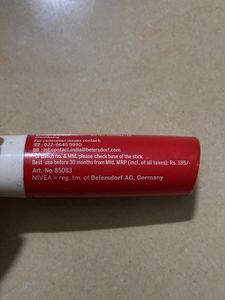 For consumer issues contact:
022-6645 9990
mf.contact.india@beiersdorf.com
For batch no. & Mfd. please check base of the stick.
Best use before 30 months from Mfd. MRP (incl. of all taxes): Rs. 135/-
Art.-No. 85083
NIVEA = reg. tm. of Beiersdorf AG, Germany